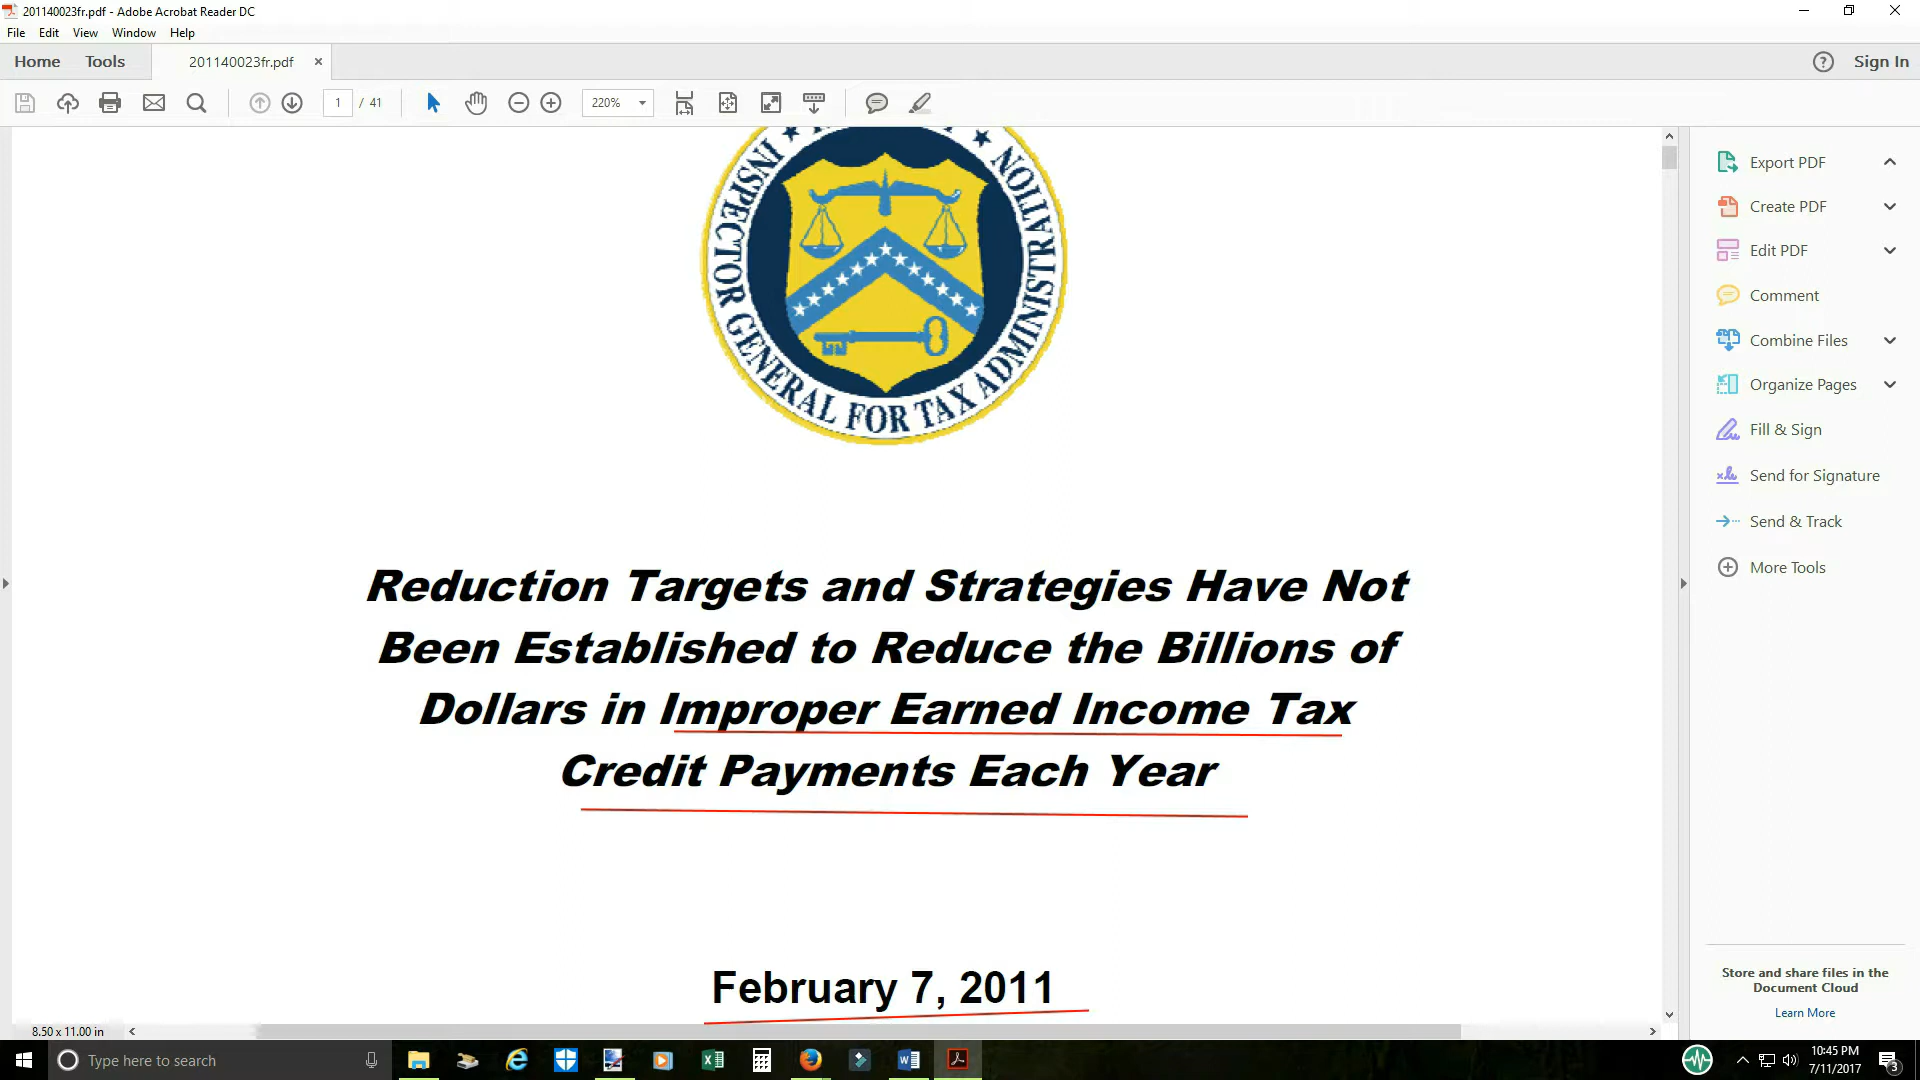 201140023fr.pdf - Adobe Acrobat Reader DC
File Edit View Window Help
Home Tools 201140023fr.pdf × Sign In
1 / 41 220%
INSPECTOR GENERAL FOR TAX ADMINISTRATION
Reduction Targets and Strategies Have Not
Been Established to Reduce the Billions of
Dollars in Improper Earned Income Tax
Credit Payments Each Year
February 7, 2011
8.50 x 11.00 in
Export PDF
Create PDF
Edit PDF
Comment
Combine Files
Organize Pages
Fill & Sign
Send for Signature
Send & Track
More Tools
Store and share files in the
Document Cloud
Learn More
Type here to search
10:45 PM
7/11/2017
3